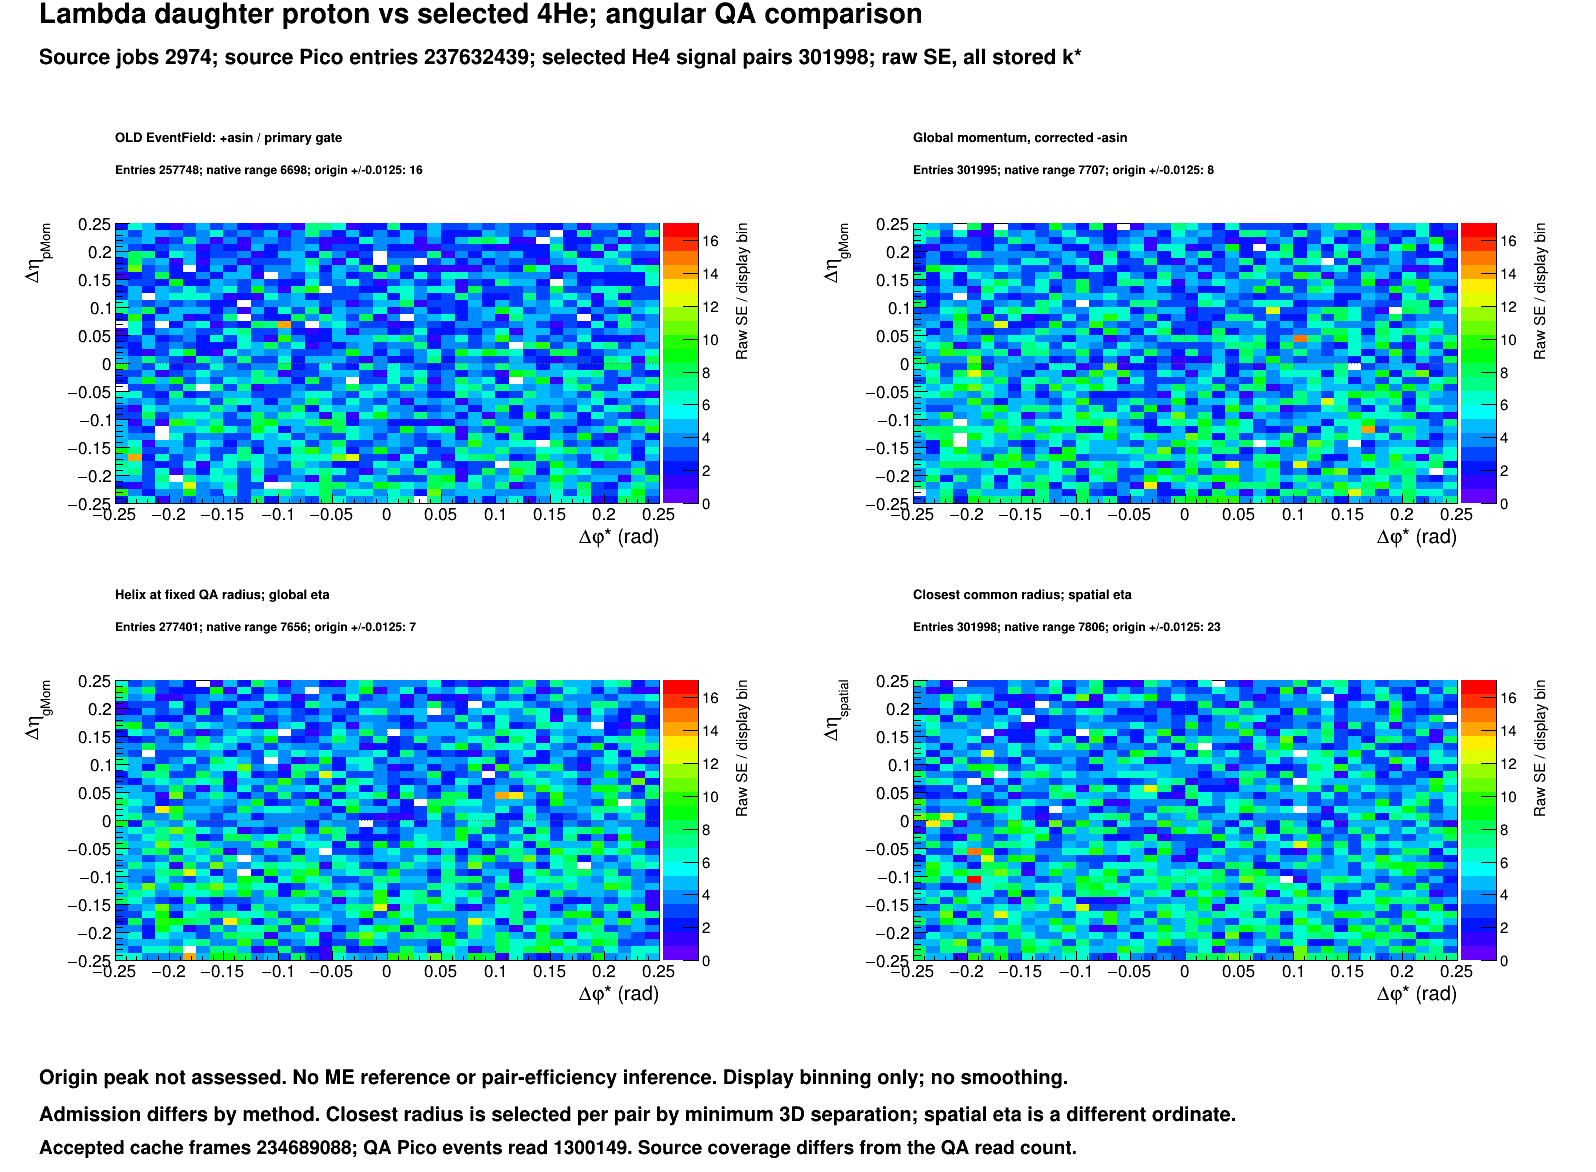 Lambda daughter proton vs selected 4He; angular QA comparison
Source jobs 2974; source Pico entries 237632439; selected He4 signal pairs 301998; raw SE, all stored k*
OLD EventField: +asin / primary gate
Entries 257748; native range 6698; origin +/-0.0125: 16
Δη pMom
0.25
0.2
0.15
0.1
0.05
0
−0.05
−0.1
−0.15
−0.2
−0.25
−0.25 −0.2 −0.15 −0.1 −0.05 0 0.05 0.1 0.15 0.2 0.25
Δφ* (rad)
16
14
12
10
8
6
4
2
0
Raw SE / display bin
Global momentum, corrected -asin
Entries 301995; native range 7707; origin +/-0.0125: 8
Δη gMom
0.25
0.2
0.15
0.1
0.05
0
−0.05
−0.1
−0.15
−0.2
−0.25
−0.25 −0.2 −0.15 −0.1 −0.05 0 0.05 0.1 0.15 0.2 0.25
Δφ* (rad)
16
14
12
10
8
6
4
2
0
Raw SE / display bin
Helix at fixed QA radius; global eta
Entries 277401; native range 7656; origin +/-0.0125: 7
Δη gMom
0.25
0.2
0.15
0.1
0.05
0
−0.05
−0.1
−0.15
−0.2
−0.25
−0.25 −0.2 −0.15 −0.1 −0.05 0 0.05 0.1 0.15 0.2 0.25
Δφ* (rad)
16
14
12
10
8
6
4
2
0
Raw SE / display bin
Closest common radius; spatial eta
Entries 301998; native range 7806; origin +/-0.0125: 23
Δη spatial
0.25
0.2
0.15
0.1
0.05
0
−0.05
−0.1
−0.15
−0.2
−0.25
−0.25 −0.2 −0.15 −0.1 −0.05 0 0.05 0.1 0.15 0.2 0.25
Δφ* (rad)
16
14
12
10
8
6
4
2
0
Raw SE / display bin
Origin peak not assessed. No ME reference or pair-efficiency inference. Display binning only; no smoothing.
Admission differs by method. Closest radius is selected per pair by minimum 3D separation; spatial eta is a different ordinate.
Accepted cache frames 234689088; QA Pico events read 1300149. Source coverage differs from the QA read count.